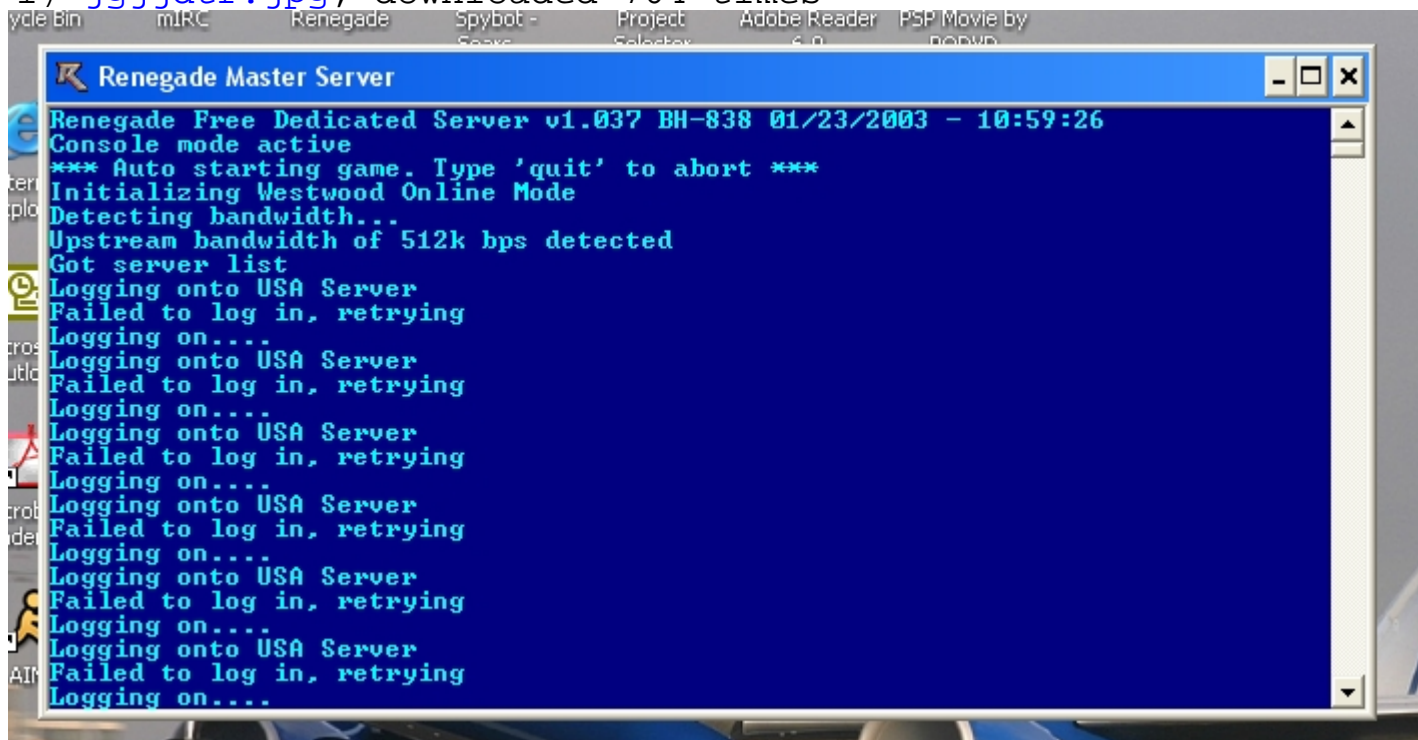 downloaded 704 times
ycle Bin mIRC Renegade Spybot - Project Adobe Reader PSP Movie by
Renegade Master Server
Renegade Free Dedicated Server v1.037 BH-838 01/23/2003 - 10:59:26
Console mode active
*** Auto starting game. Type 'quit' to abort ***
Initializing Westwood Online Mode
Detecting bandwidth...
Upstream bandwidth of 512k bps detected
Got server list
Logging onto USA Server
Failed to log in, retrying
Logging on....
Logging onto USA Server
Failed to log in, retrying
Logging on....
Logging onto USA Server
Failed to log in, retrying
Logging on....
Logging onto USA Server
Failed to log in, retrying
Logging on....
Logging onto USA Server
Failed to log in, retrying
Logging on....
Logging onto USA Server
Failed to log in, retrying
Logging on....